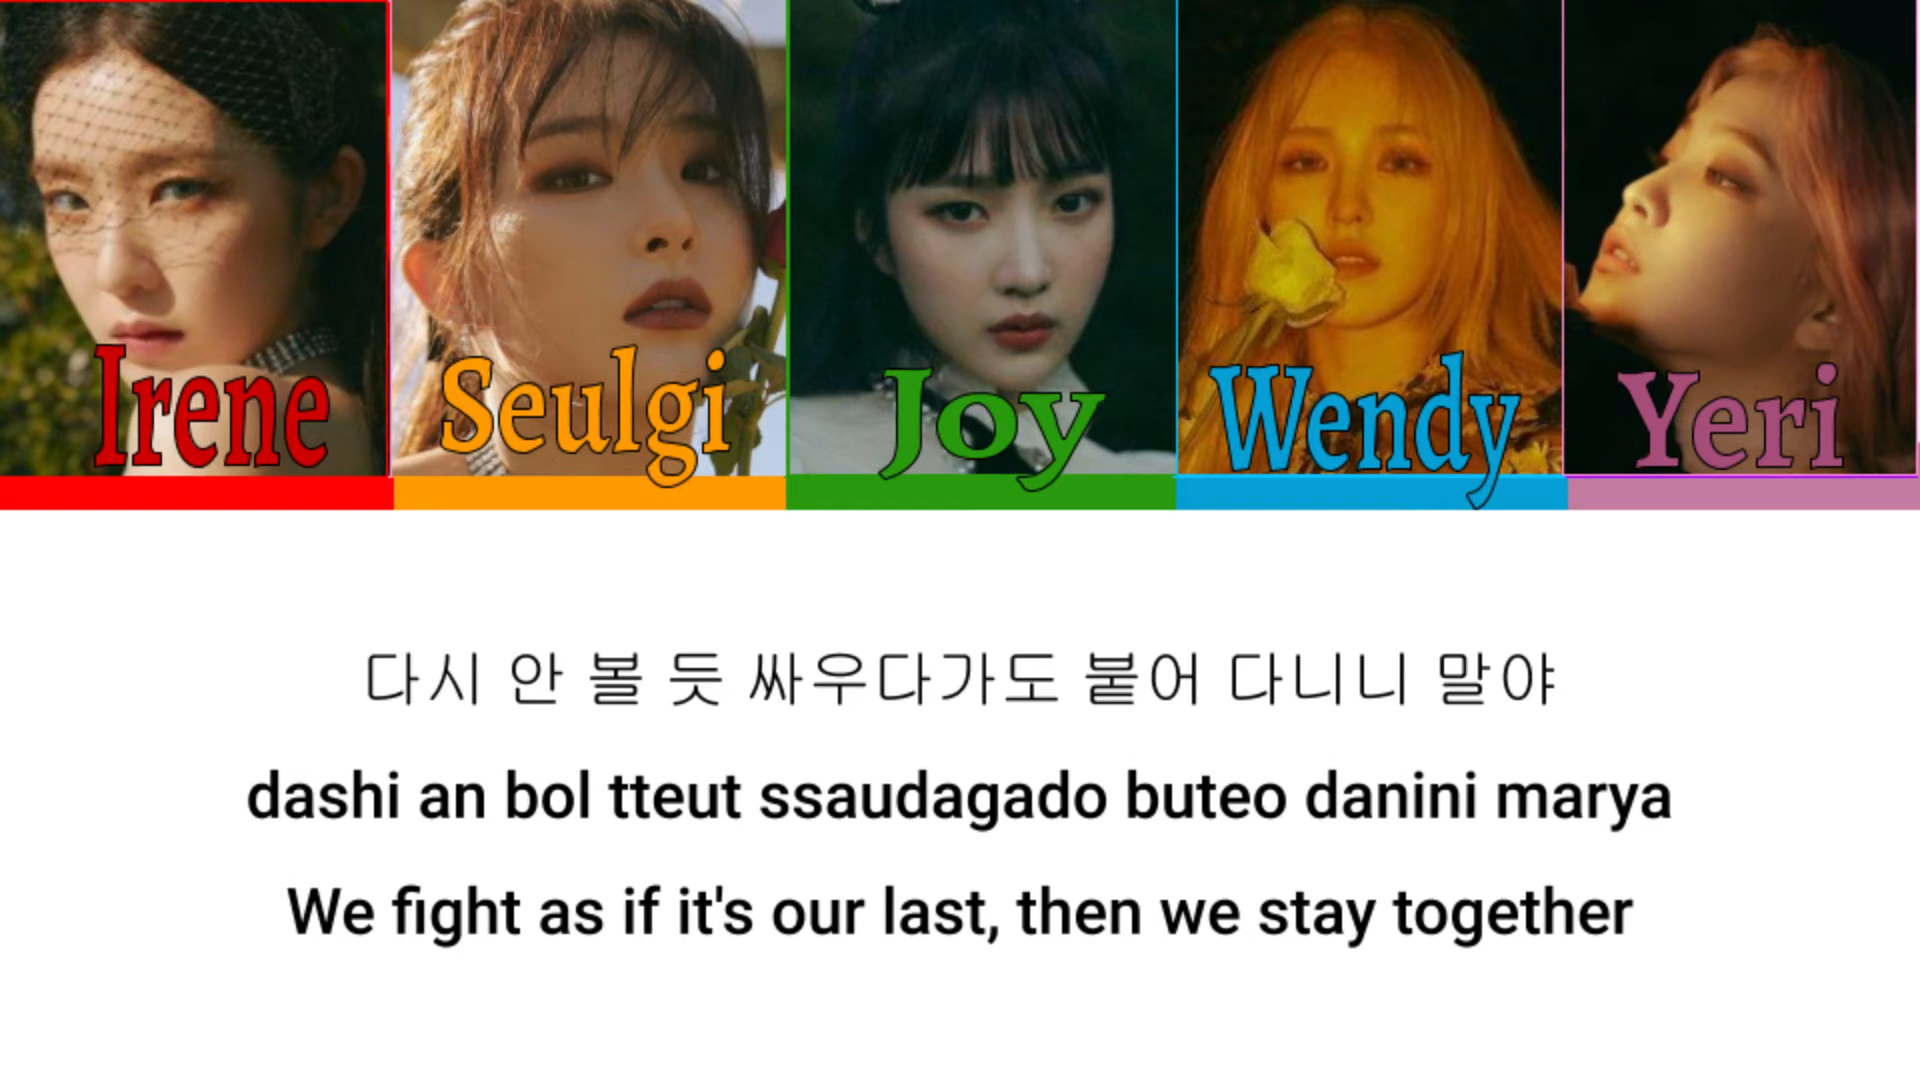 Irene Seulgi Joy Wendy Yeri
다시 안 볼 듯 싸우다가도 붙어 다니니 말야
dashi an bol tteut ssaudagado buteo danini marya
We fight as if it's our last, then we stay together